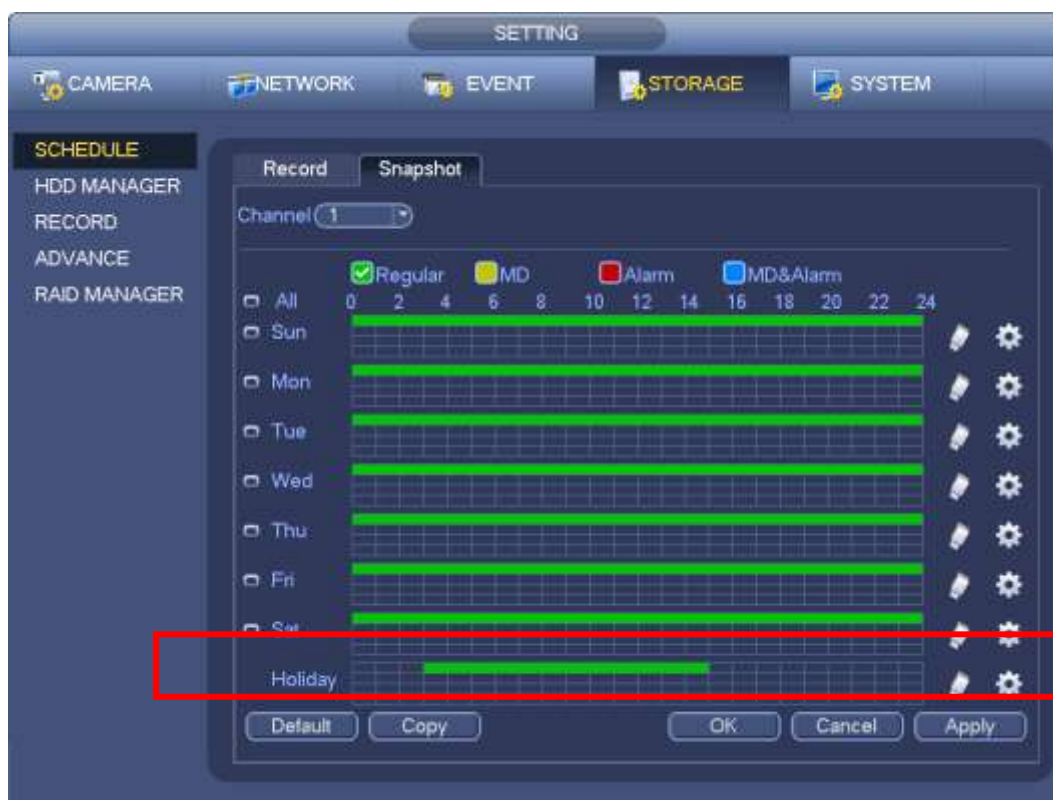 SETTING
CAMERA NETWORK EVENT STORAGE SYSTEM
SCHEDULE
HDD MANAGER
RECORD
ADVANCE
RAID MANAGER
Record Snapshot
Channel 1
Regular MD Alarm MD&Alarm
All 0 2 4 6 8 10 12 14 16 18 20 22 24
Sun
Mon
Tue
Wed
Thu
Fri
Sat
Holiday
Default Copy OK Cancel Apply